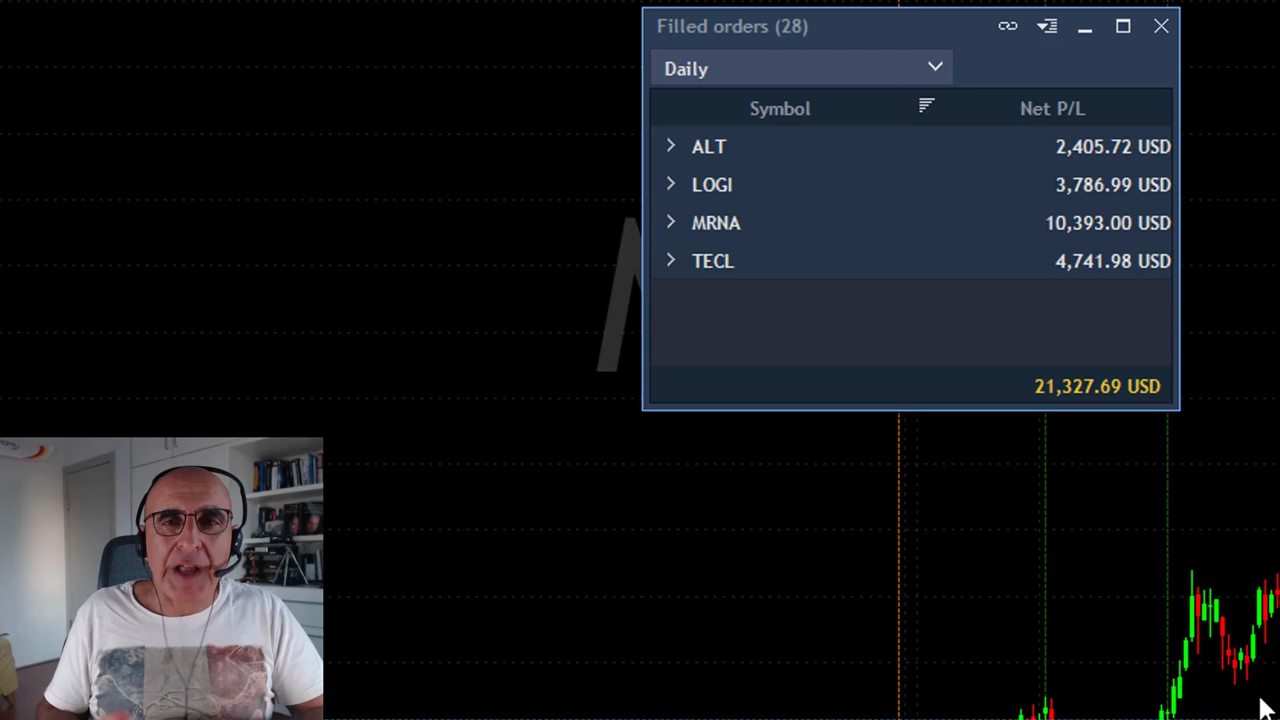 Filled orders (28)
Daily
Symbol Net P/L
ALT 2,405.72 USD
LOGI 3,786.99 USD
MRNA 10,393.00 USD
TECL 4,741.98 USD
21,327.69 USD